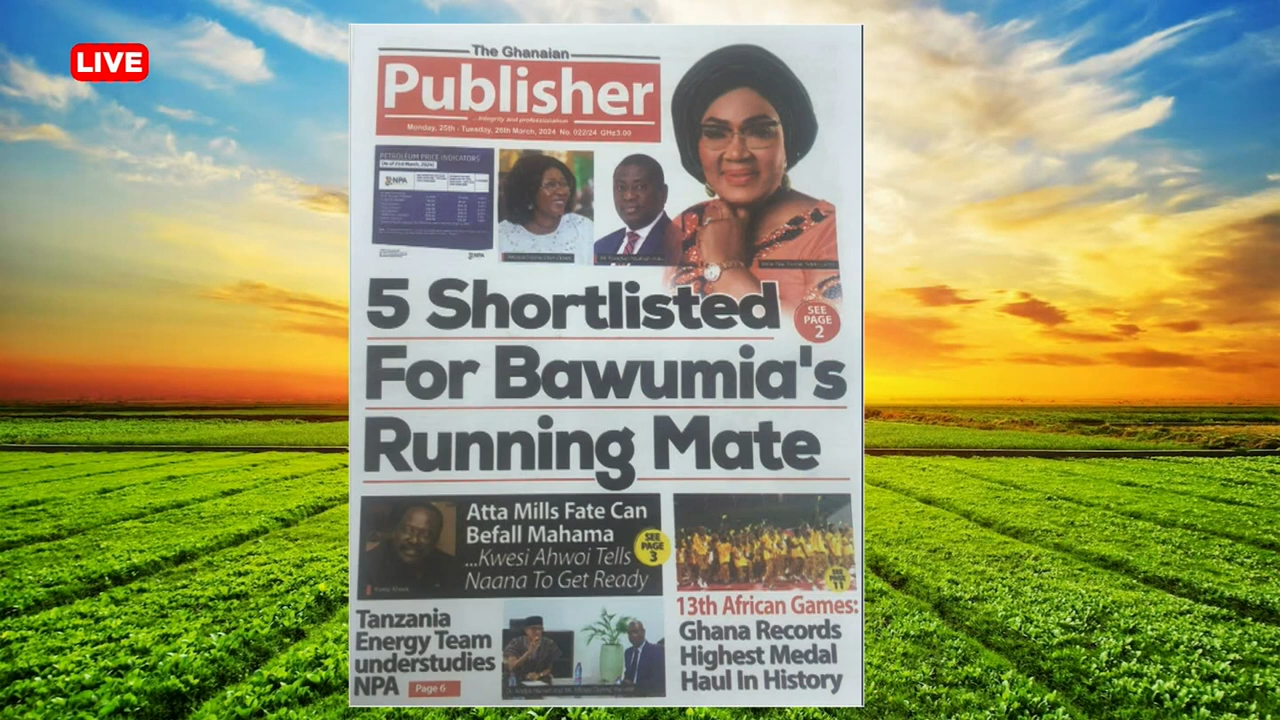 LIVE
The Ghanaian
Publisher
...integrity and professionalism
Monday, 25th - Tuesday, 26th March, 2024 No. 022/24 GH¢3.00
PETROLEUM PRICE INDICATORS
NPA
NPA
5 Shortlisted
For Bawumia's
Running Mate
SEE
PAGE
2
Atta Mills Fate Can
Befall Mahama
...Kwesi Ahwoi Tells
Naana To Get Ready
SEE
PAGE
3
Tanzania
Energy Team
understudies
NPA
Page 6
13th African Games:
Ghana Records
Highest Medal
Haul In History